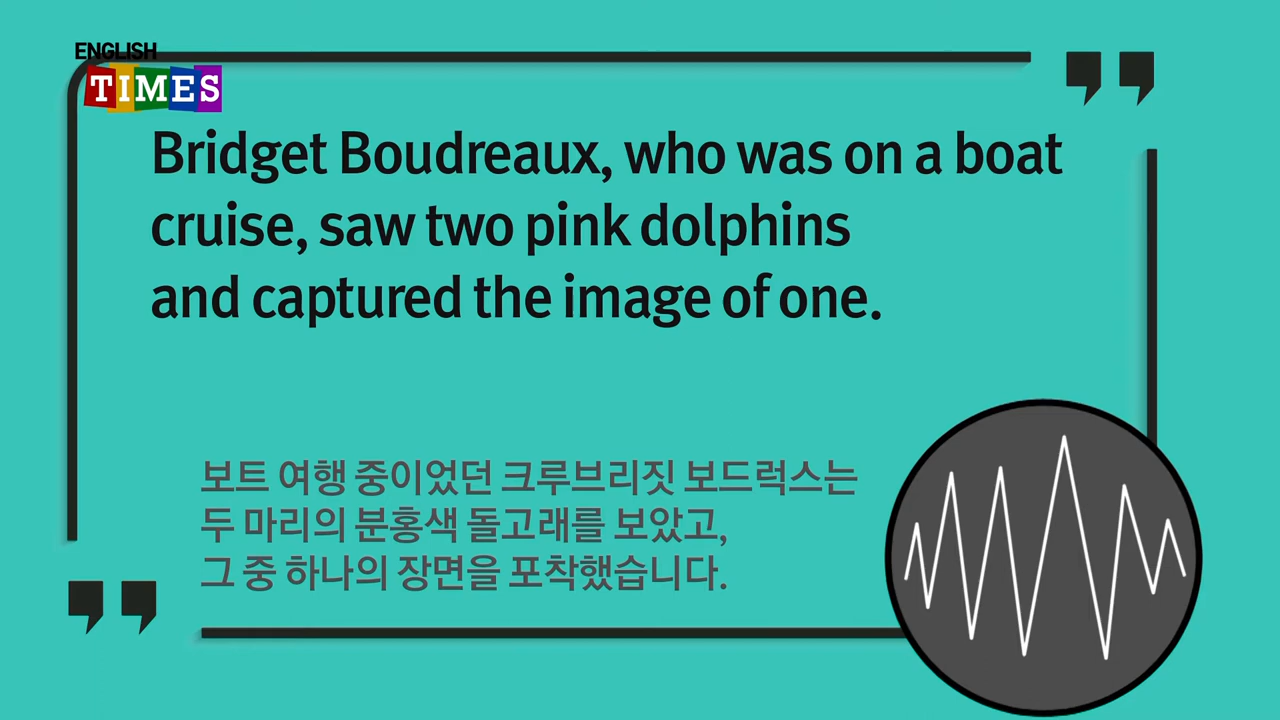 ENGLISH
TIMES
Bridget Boudreaux, who was on a boat
cruise, saw two pink dolphins
and captured the image of one.
보트 여행 중이었던 크루브리짓 보드럭스는
두 마리의 분홍색 돌고래를 보았고,
그 중 하나의 장면을 포착했습니다.